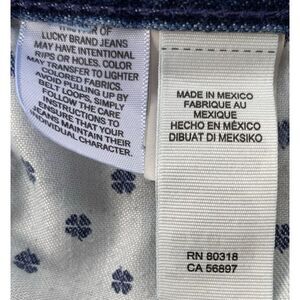 LUCKY BRAND JEANS
MAY HAVE INTENTIONAL
RIPS OR HOLES. COLOR
MAY TRANSFER TO LIGHTER
COLORED FABRICS.
AVOID PULLING UP BY
BELT LOOPS. SIMPLY
FOLLOW THE CARE
INSTRUCTIONS TO
ENSURE THAT YOUR
JEANS MAINTAIN THEIR
INDIVIDUAL CHARACTER.
MADE IN MEXICO
FABRIQUE AU
MEXIQUE
HECHO EN MÉXICO
DIBUAT DI MEKSIKO
RN 80318
CA 56897